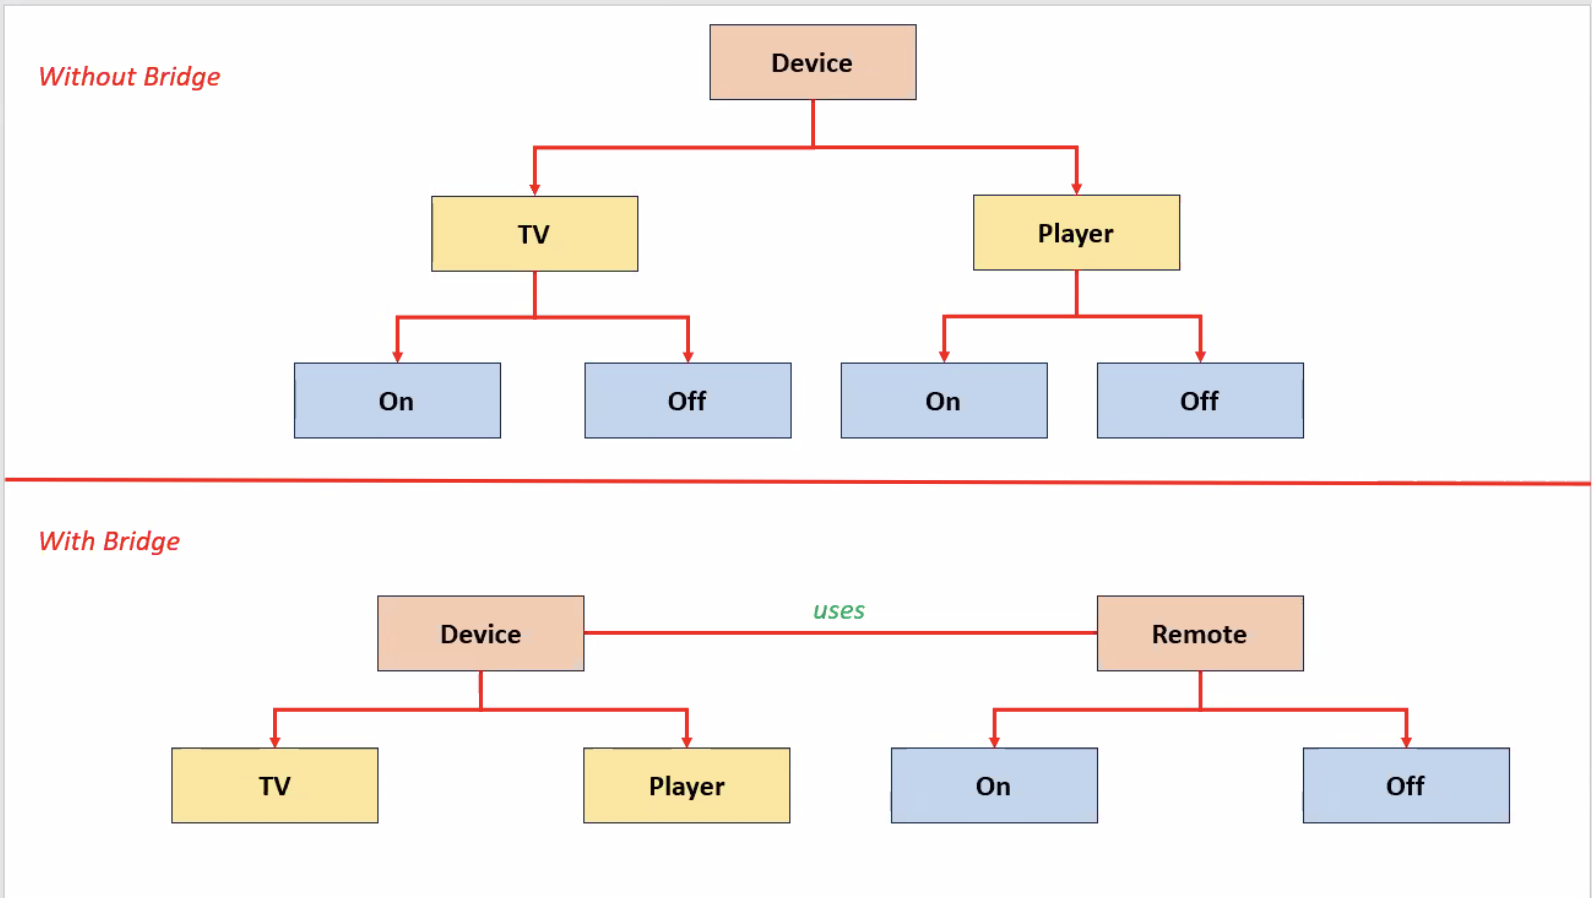 Without Bridge
Device
TV
Player
On
Off
On
Off
With Bridge
Device
uses
Remote
TV
Player
On
Off